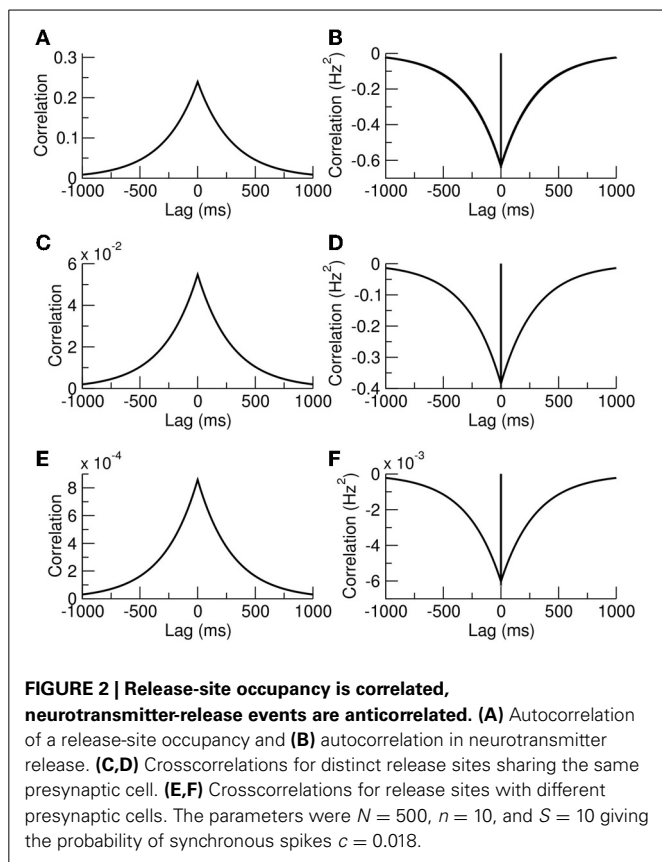 A
B
0.3
0.2
0.1
0
Correlation
-1000 -500 0 500 1000
Lag (ms)
0
-0.2
-0.4
-0.6
Correlation (Hz²)
-1000 -500 0 500 1000
Lag (ms)
C
D
x 10⁻²
6
4
2
0
Correlation
-1000 -500 0 500 1000
Lag (ms)
0
-0.1
-0.2
-0.3
-0.4
Correlation (Hz²)
-1000 -500 0 500 1000
Lag (ms)
E
F
x 10⁻⁴
8
6
4
2
0
Correlation
-1000 -500 0 500 1000
Lag (ms)
x 10⁻³
0
-2
-4
-6
Correlation (Hz²)
-1000 -500 0 500 1000
Lag (ms)
FIGURE 2 | Release-site occupancy is correlated,
neurotransmitter-release events are anticorrelated. (A) Autocorrelation
of a release-site occupancy and (B) autocorrelation in neurotransmitter
release. (C,D) Crosscorrelations for distinct release sites sharing the same
presynaptic cell. (E,F) Crosscorrelations for release sites with different
presynaptic cells. The parameters were N = 500, n = 10, and S = 10 giving
the probability of synchronous spikes c = 0.018.